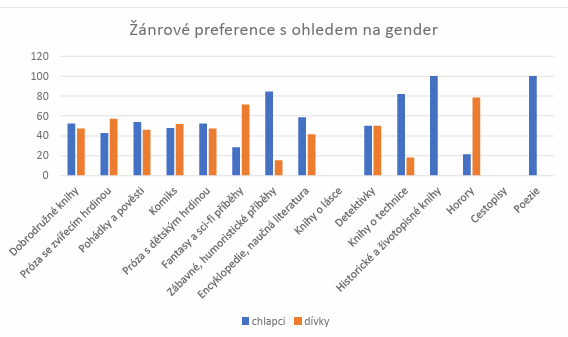 Žánrové preference s ohledem na gender
120
100
80
60
40
20
0
Dobrodružné knihy
Próza se zvířecím hrdinou
Pohádky a pověsti
Komiks
Próza s dětským hrdinou
Fantasy a sci-fi příběhy
Zábavné, humoristické příběhy
Encyklopedie, naučná literatura
Knihy o lásce
Detektivky
Knihy o technice
Historické a životopisné knihy
Horory
Cestopisy
Poezie
chlapci dívky